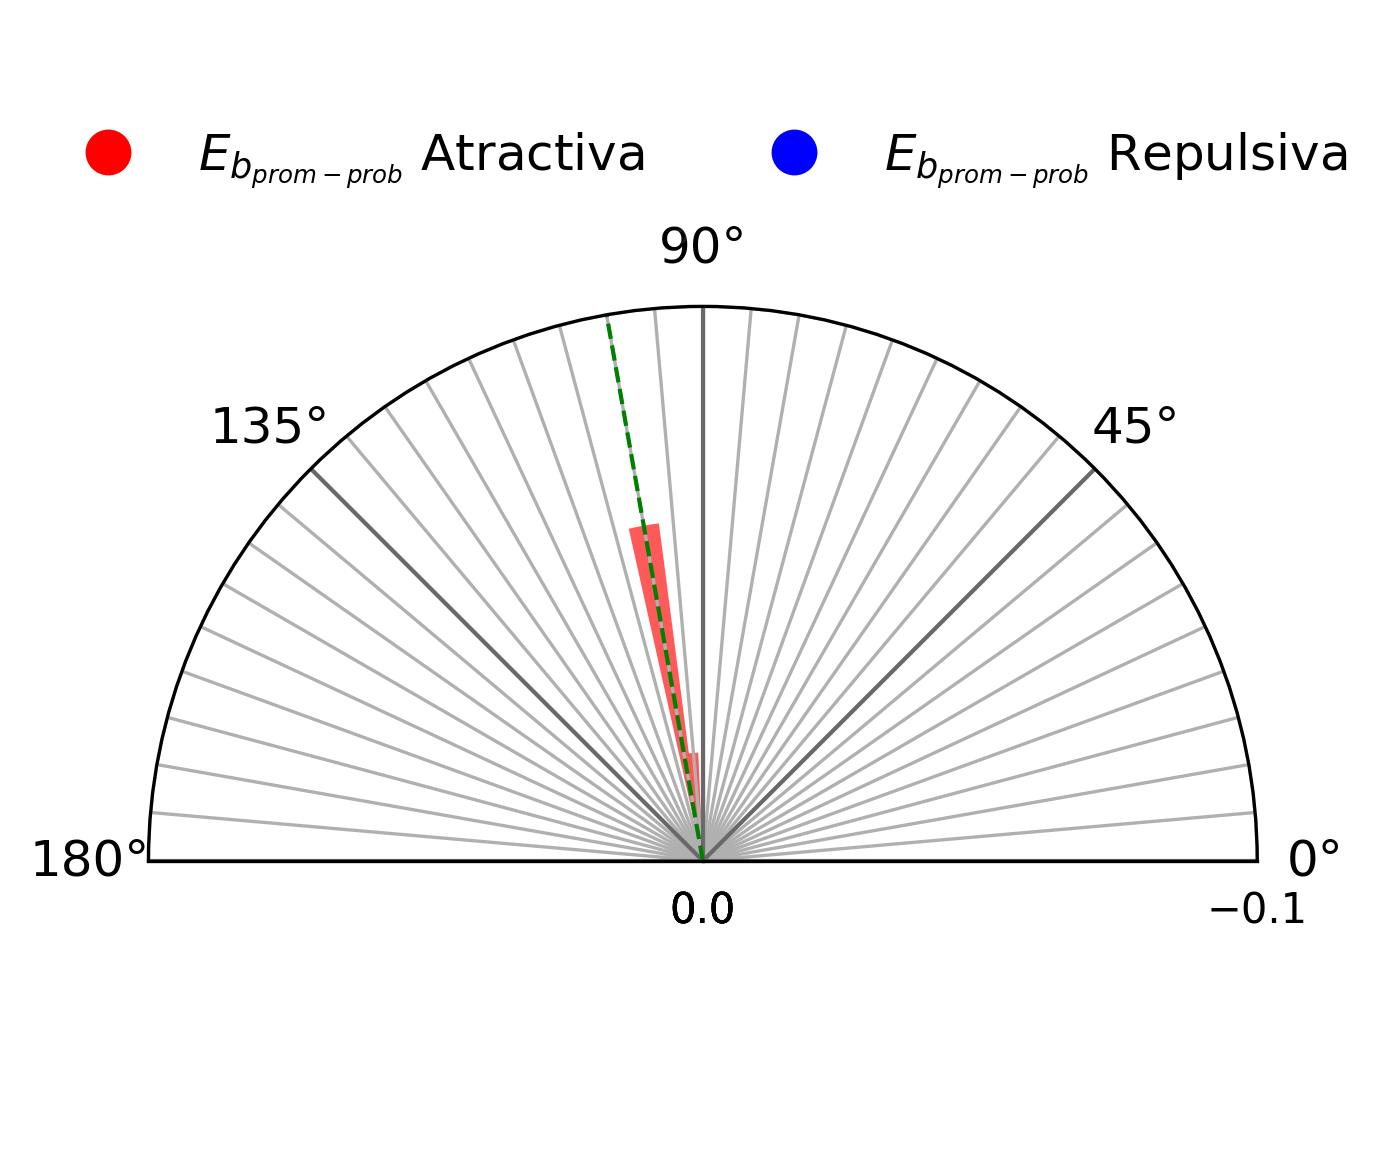 E_{b_{prom-prob}} Atractiva E_{b_{prom-prob}} Repulsiva
90°
135° 45°
180° 0°
0.0 −0.1